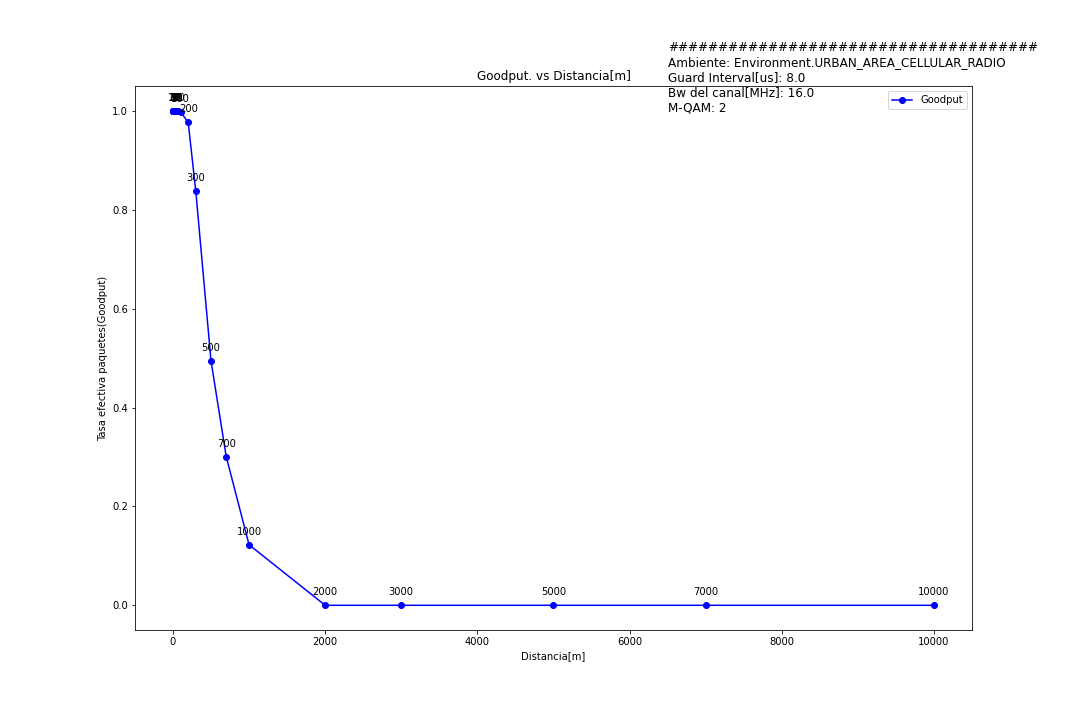 #####################################
Ambiente: Environment.URBAN_AREA_CELLULAR_RADIO
Guard Interval[us]: 8.0
Bw del canal[MHz]: 16.0
M-QAM: 2
Goodput. vs Distancia[m]
Goodput
1.0
0.8
0.6
0.4
0.2
0.0
Tasa efectiva paquetes(Goodput)
200
300
500
700
1000
2000
3000
5000
7000
10000
0
2000
4000
6000
8000
10000
Distancia[m]